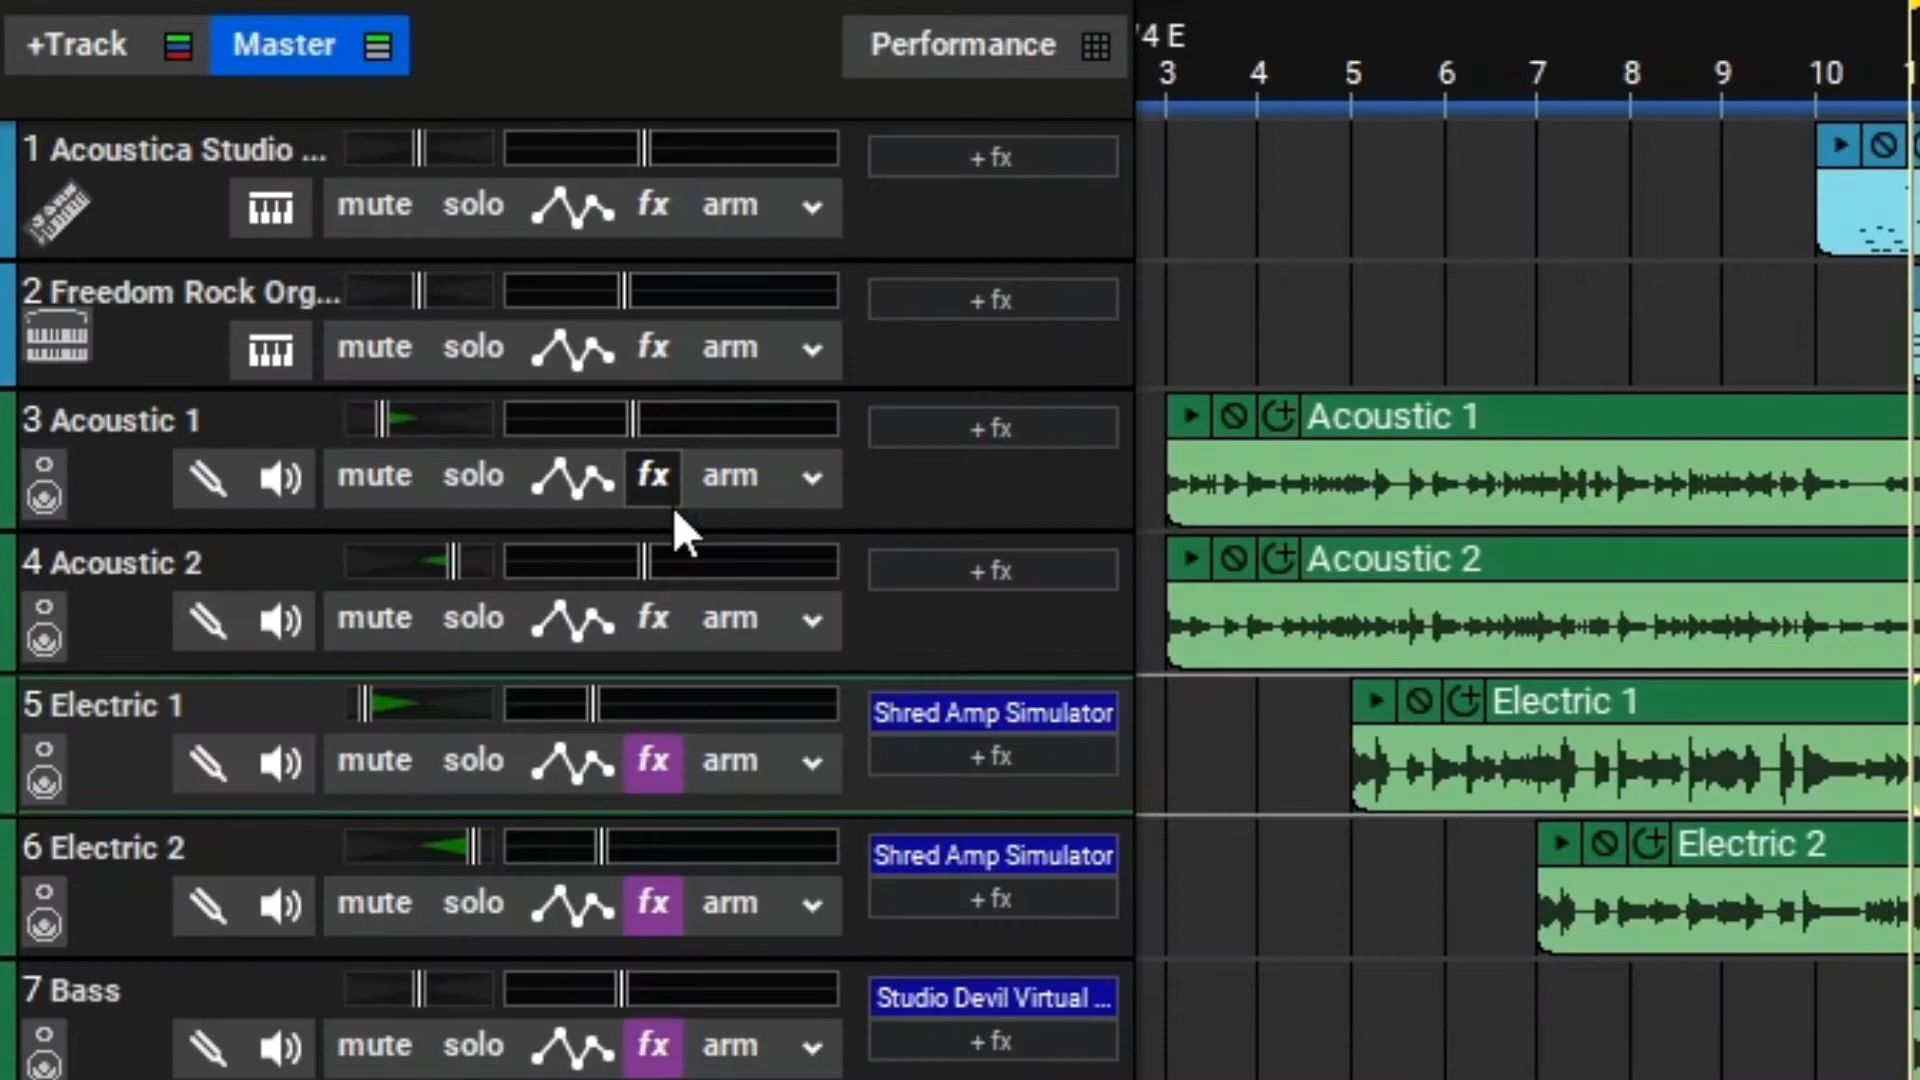 +Track Master Performance
'4 E
3 4 5 6 7 8 9 10
1 Acoustica Studio ...
+ fx
mute solo fx arm
2 Freedom Rock Org...
+ fx
mute solo fx arm
3 Acoustic 1
+ fx
Acoustic 1
mute solo fx arm
4 Acoustic 2
+ fx
Acoustic 2
mute solo fx arm
5 Electric 1
Shred Amp Simulator
Electric 1
mute solo fx arm
+ fx
6 Electric 2
Shred Amp Simulator
Electric 2
mute solo fx arm
+ fx
7 Bass
Studio Devil Virtual ...
mute solo fx arm
+ fx